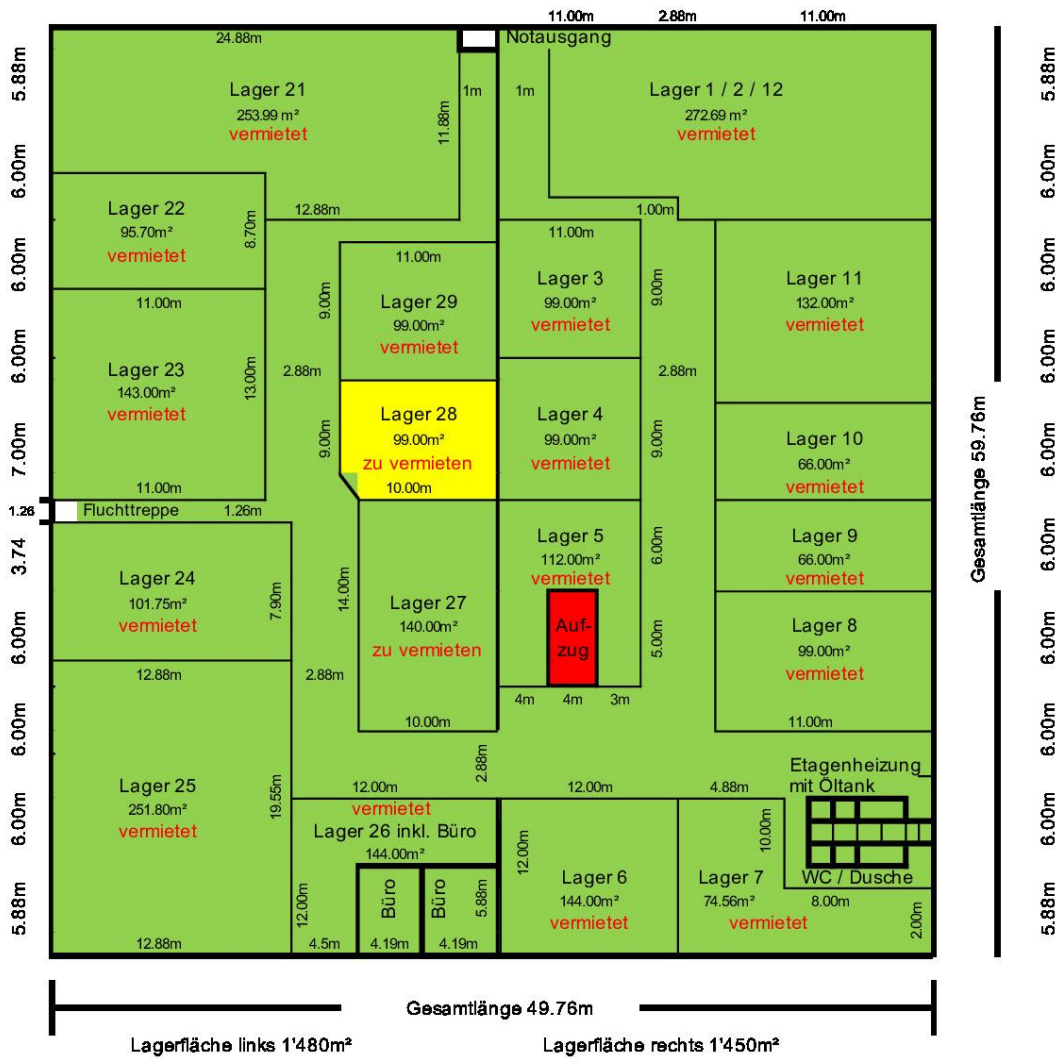 11.00m 2.88m 11.00m
24.88m
Notausgang
5.88m
6.00m
6.00m
6.00m
7.00m
1.26
3.74
6.00m
6.00m
6.00m
5.88m
Lager 21
253.99 m²
vermietet
11.88m
1m
1m
Lager 1 / 2 / 12
272.69 m²
vermietet
12.88m
1.00m
Lager 22
95.70m²
vermietet
8.70m
11.00m
Lager 23
143.00m²
vermietet
13.00m
11.00m
2.88m
11.00m
9.00m
Lager 29
99.00m²
vermietet
9.00m
Lager 28
99.00m²
zu vermieten
10.00m
11.00m
Lager 3
99.00m²
vermietet
9.00m
2.88m
Lager 4
99.00m²
vermietet
9.00m
Lager 11
132.00m²
vermietet
Lager 10
66.00m²
vermietet
Fluchttreppe 1.26m
Lager 24
101.75m²
vermietet
7.90m
12.88m
2.88m
14.00m
Lager 27
140.00m²
zu vermieten
10.00m
Lager 5
112.00m²
vermietet
6.00m
Auf-
zug
5.00m
4m 4m 3m
Lager 9
66.00m²
vermietet
Lager 8
99.00m²
vermietet
11.00m
2.88m
Lager 25
251.80m²
vermietet
19.55m
12.88m
12.00m
vermietet
Lager 26 inkl. Büro
144.00m²
12.00m
Büro
Büro
5.88m
4.5m 4.19m 4.19m
12.00m
12.00m
Lager 6
144.00m²
vermietet
4.88m
10.00m
Lager 7
74.56m²
vermietet
Etagenheizung
mit Öltank
WC / Dusche
8.00m
2.00m
Gesamtlänge 59.76m
5.88m
6.00m
6.00m
6.00m
6.00m
6.00m
6.00m
6.00m
6.00m
5.88m
Gesamtlänge 49.76m
Lagerfläche links 1'480m²
Lagerfläche rechts 1'450m²